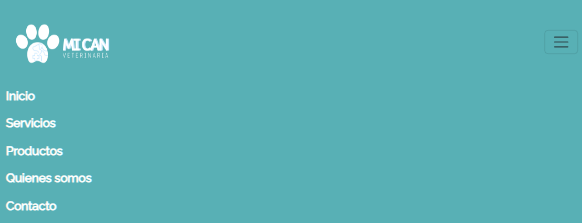 MI CAN
VETERINARIA
Inicio
Servicios
Productos
Quienes somos
Contacto